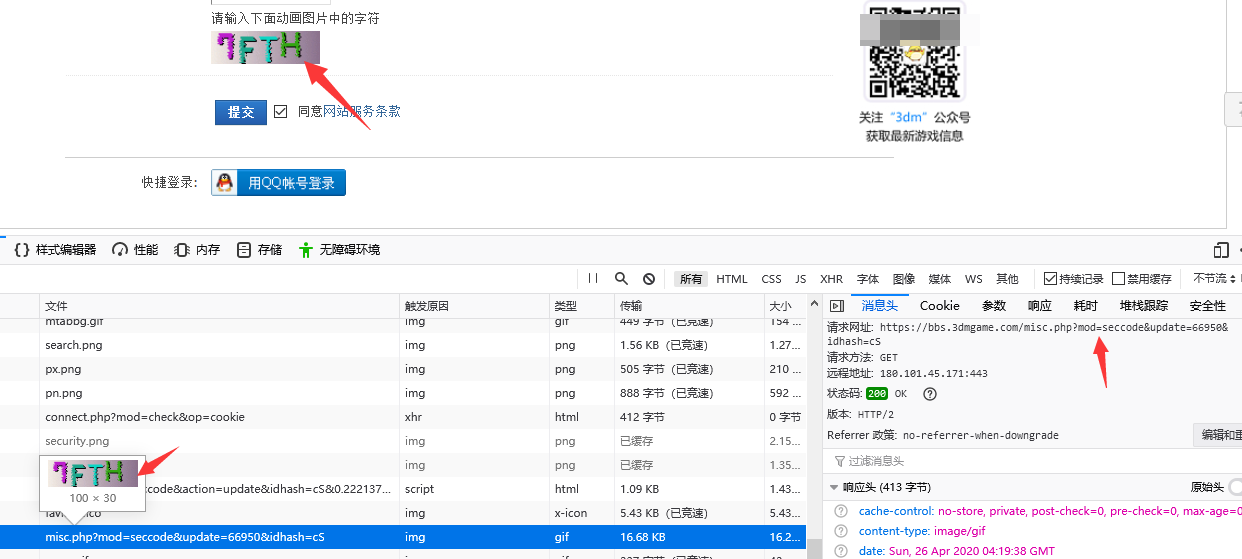 请输入下面动画图片中的字符
7FTH
提交 同意网站服务条款
关注 “3dm” 公众号
获取最新游戏信息
快捷登录: 用QQ帐号登录
{} 样式编辑器 性能 内存 存储 无障碍环境
所有 HTML CSS JS XHR 字体 图像 媒体 WS 其他 持续记录 禁用缓存 不节流
文件 触发原因 类型 传输 大小
消息头 Cookie 参数 响应 耗时 堆栈跟踪 安全性
mtabbg.gif img gif 449 字节 (已竞速) 154 ...
search.png img png 1.56 KB (已竞速) 1.27...
px.png img png 505 字节 (已竞速) 210 ...
pn.png img png 888 字节 (已竞速) 592 ...
connect.php?mod=check&op=cookie xhr html 412 字节 0 字节
security.png img png 已缓存 2.15...
img png 已缓存 1.35...
7FTH
100 × 30
ccode&action=update&idhash=cS&0.222137... script html 1.09 KB 1.43...
img x-icon 5.43 KB (已竞速) 5.43...
misc.php?mod=seccode&update=66950&idhash=cS img gif 16.68 KB 16.2...
请求网址: https://bbs.3dmgame.com/misc.php?mod=seccode&update=66950&
idhash=cS
请求方法: GET
远程地址: 180.101.45.171:443
状态码: 200 OK ?
版本: HTTP/2
Referrer 政策: no-referrer-when-downgrade 编辑和重
过滤消息头
响应头 (413 字节) 原始头
? cache-control: no-store, private, post-check=0, pre-check=0, max-age=0
? content-type: image/gif
? date: Sun, 26 Apr 2020 04:19:38 GMT